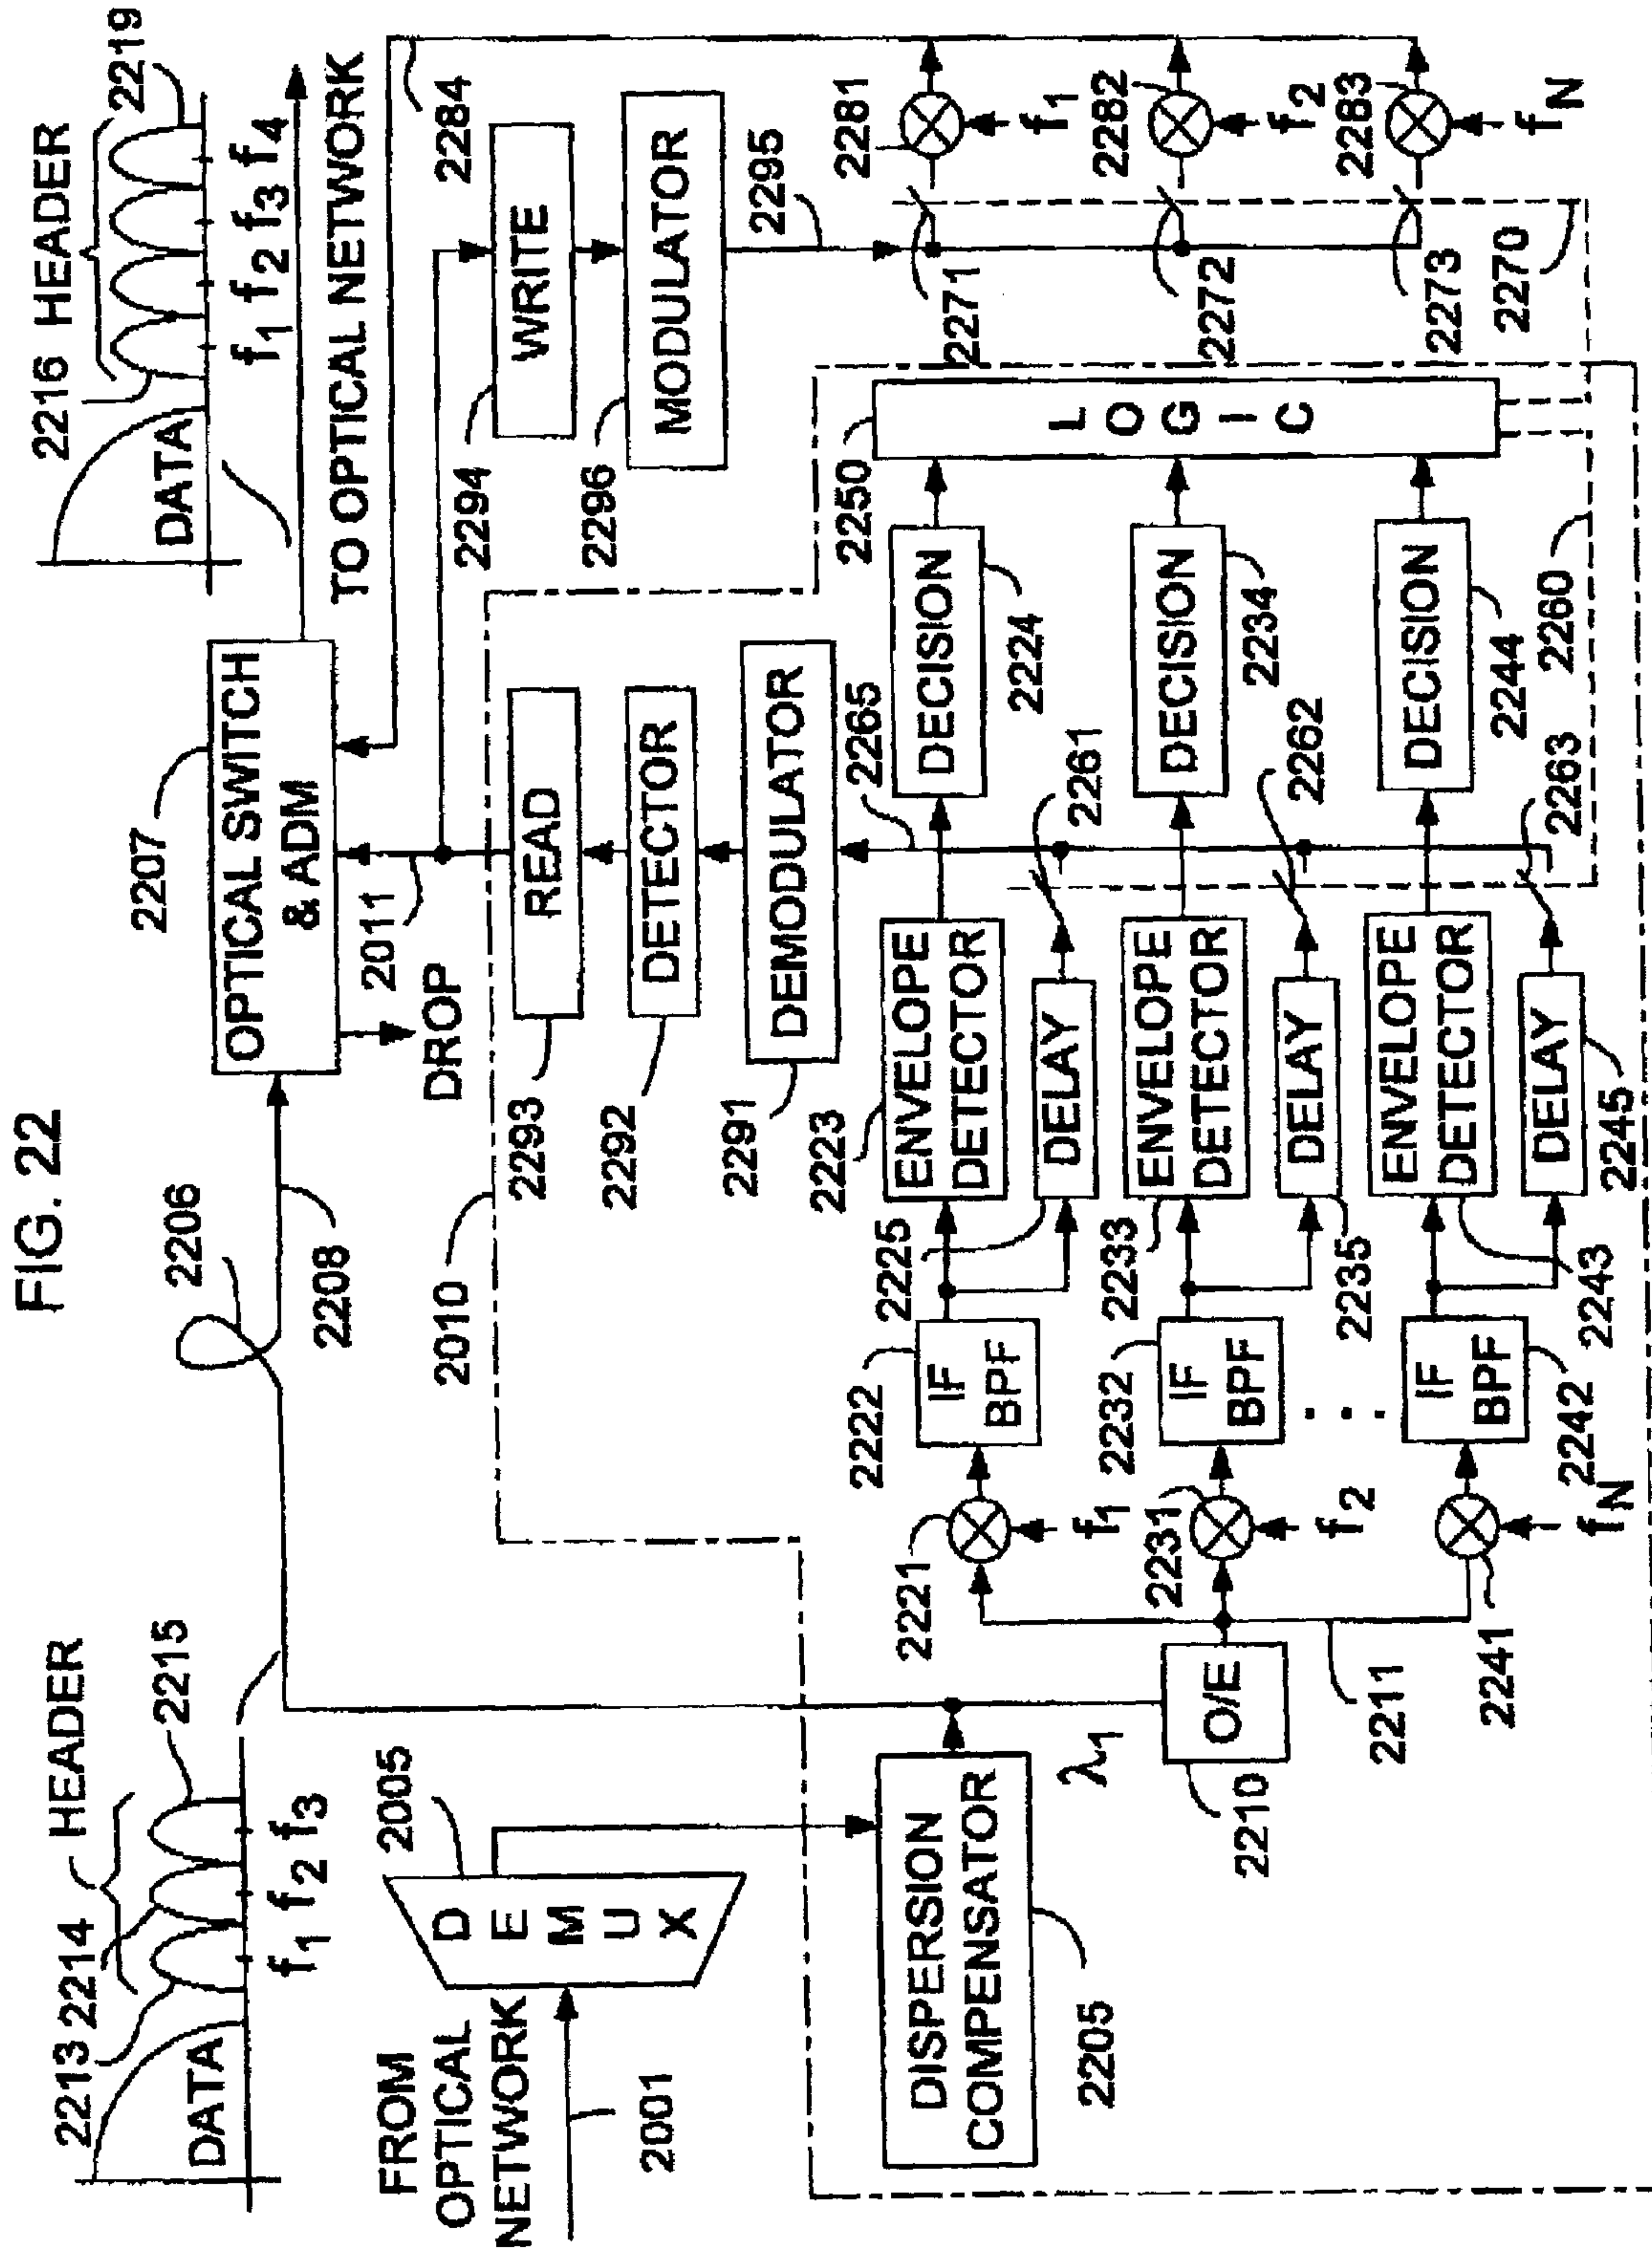 FIG. 22
2213
2214
HEADER
2215
DATA
f1 f2 f3
2206
2208
2207
OPTICAL SWITCH
& ADM
2011
DROP
2216 HEADER
2219
DATA
f1 f2 f3 f4
TO OPTICAL NETWORK
2284
FROM
OPTICAL
NETWORK
2001
DEMUX
2005
2010
2293
READ
2292
DETECTOR
2291
DEMODULATOR
2265
2294
WRITE
2296
MODULATOR
2295
DISPERSION
COMPENSATOR
2205
λ1
O/E
2210
2211
2221
f1
2222
IF
BPF
2223
ENVELOPE
DETECTOR
2225
DELAY
2261
DECISION
2224
2231
f2
2232
IF
BPF
2233
ENVELOPE
DETECTOR
2235
DELAY
2262
DECISION
2234
. . .
2241
fN
2242
IF
BPF
2243
ENVELOPE
DETECTOR
2245
DELAY
2263
DECISION
2244
2250
LOGIC
2260
2270
2271
2281
f1
2272
2282
f2
2273
2283
fN